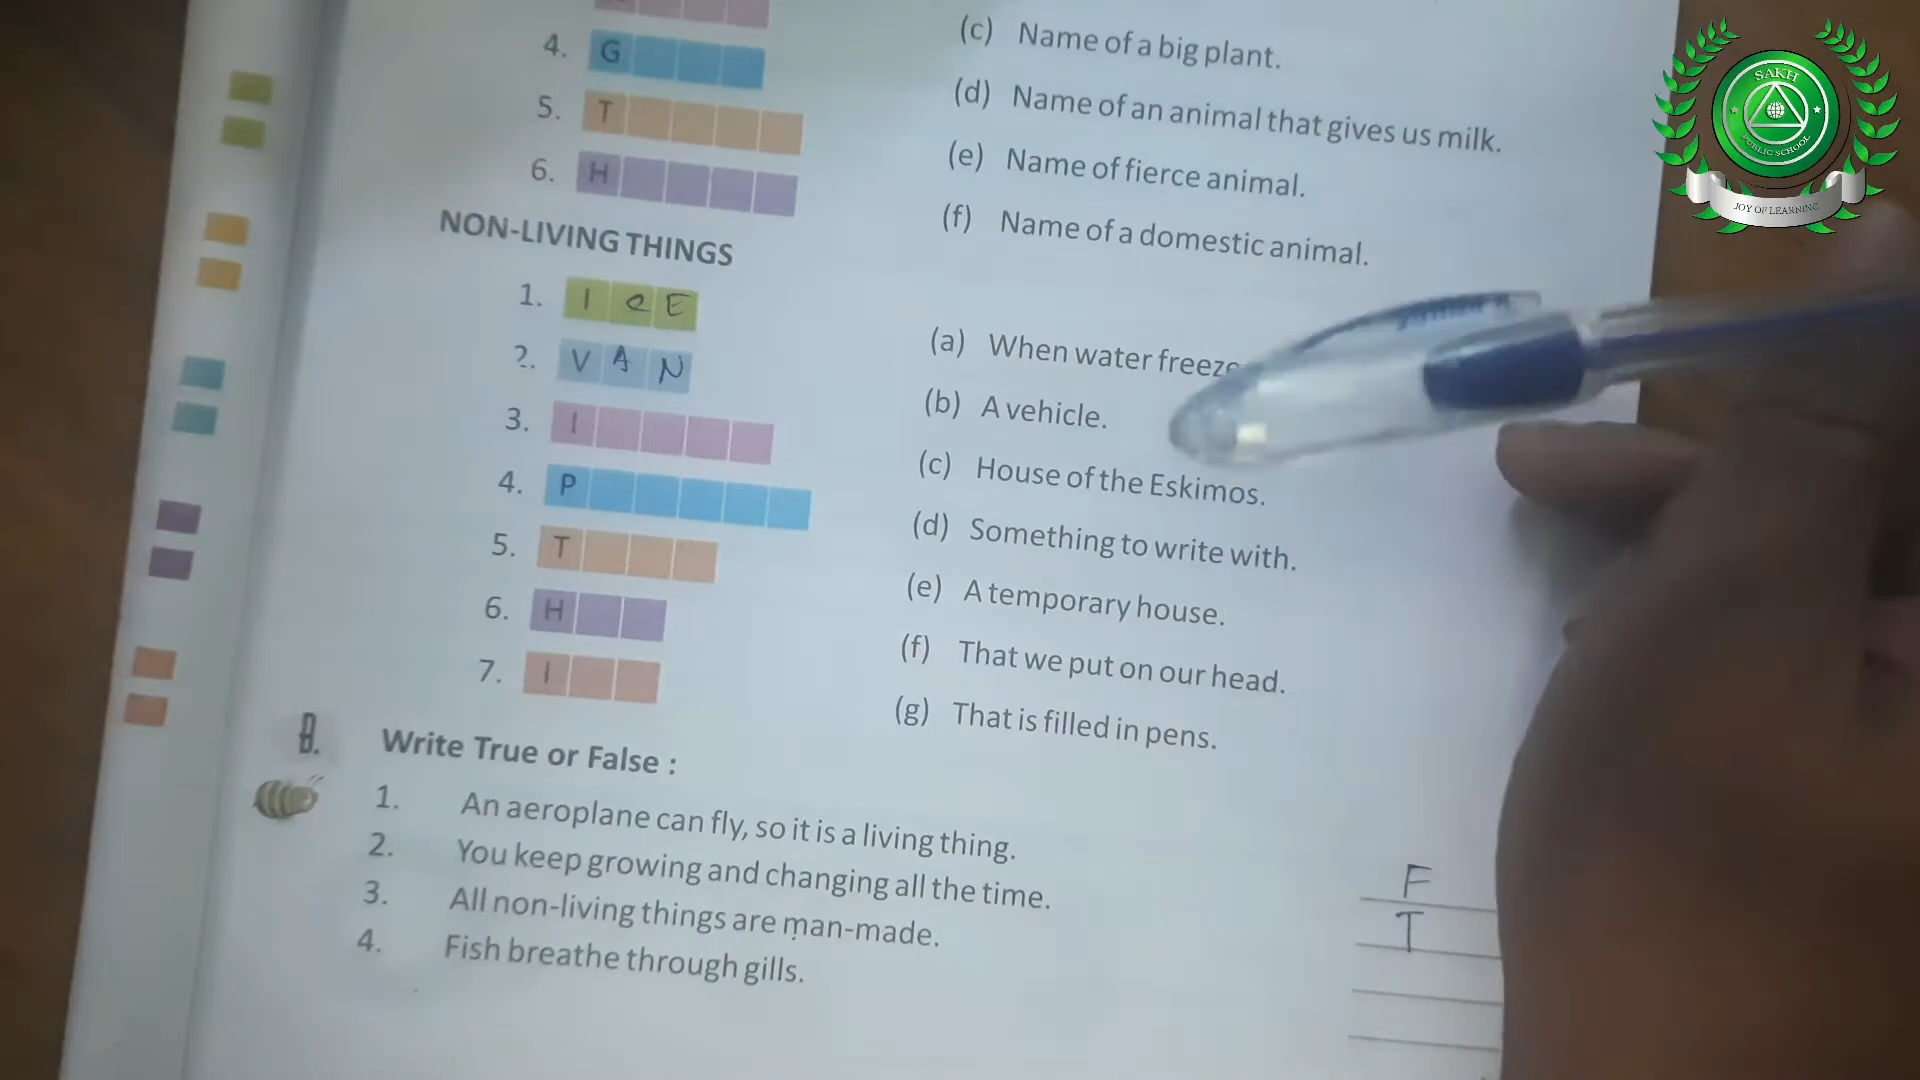 4. G
5. T
6. H
(c) Name of a big plant.
(d) Name of an animal that gives us milk.
(e) Name of fierce animal.
(f) Name of a domestic animal.
NON-LIVING THINGS
1. I C E
2. V A N
3. I
4. P
5. T
6. H
7. I
(a) When water freeze
(b) A vehicle.
(c) House of the Eskimos.
(d) Something to write with.
(e) A temporary house.
(f) That we put on our head.
(g) That is filled in pens.
B. Write True or False :
1. An aeroplane can fly, so it is a living thing. F
2. You keep growing and changing all the time. T
3. All non-living things are man-made.
4. Fish breathe through gills.
SAKH
PUBLIC SCHOOL
JOY OF LEARNING